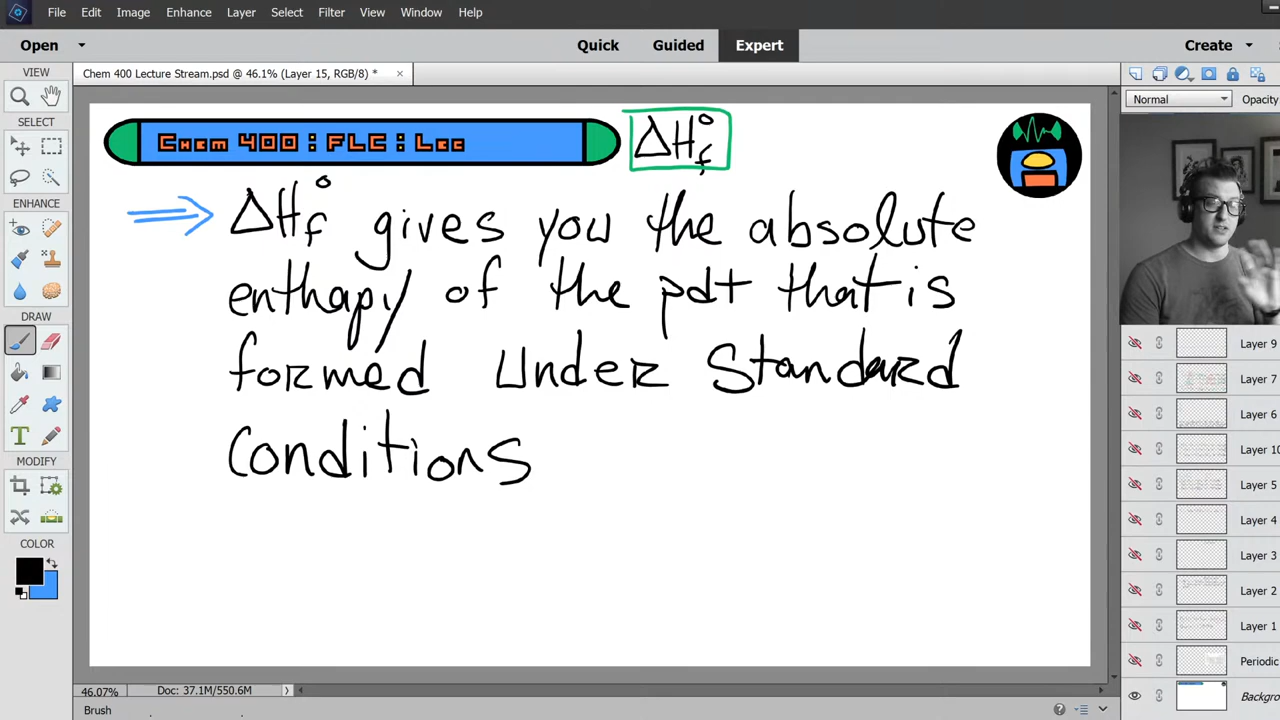 File Edit Image Enhance Layer Select Filter View Window Help
Open Quick Guided Expert Create
VIEW Chem 400 Lecture Stream.psd @ 46.1% (Layer 15, RGB/8) * ×
Normal Opacity
SELECT
ENHANCE
DRAW
MODIFY
COLOR
Chem 400 : FLC : Lec ΔH°f
⇒ ΔH°f gives you the absolute
enthapy of the pdt that is
formed under standard
conditions
Layer 9
Layer 7
Layer 6
Layer 10
Layer 5
Layer 4
Layer 3
Layer 2
Layer 1
Periodic
Backgro
46.07% Doc: 37.1M/550.6M
Brush